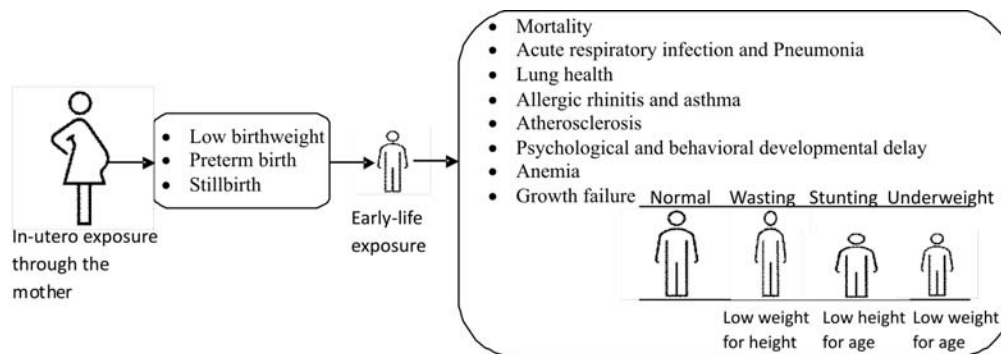 In-utero exposure
through the
mother
• Low birthweight
• Preterm birth
• Stillbirth
Early-life
exposure
• Mortality
• Acute respiratory infection and Pneumonia
• Lung health
• Allergic rhinitis and asthma
• Atherosclerosis
• Psychological and behavioral developmental delay
• Anemia
• Growth failure
Normal Wasting Stunting Underweight
Low weight for height
Low height for age
Low weight for age